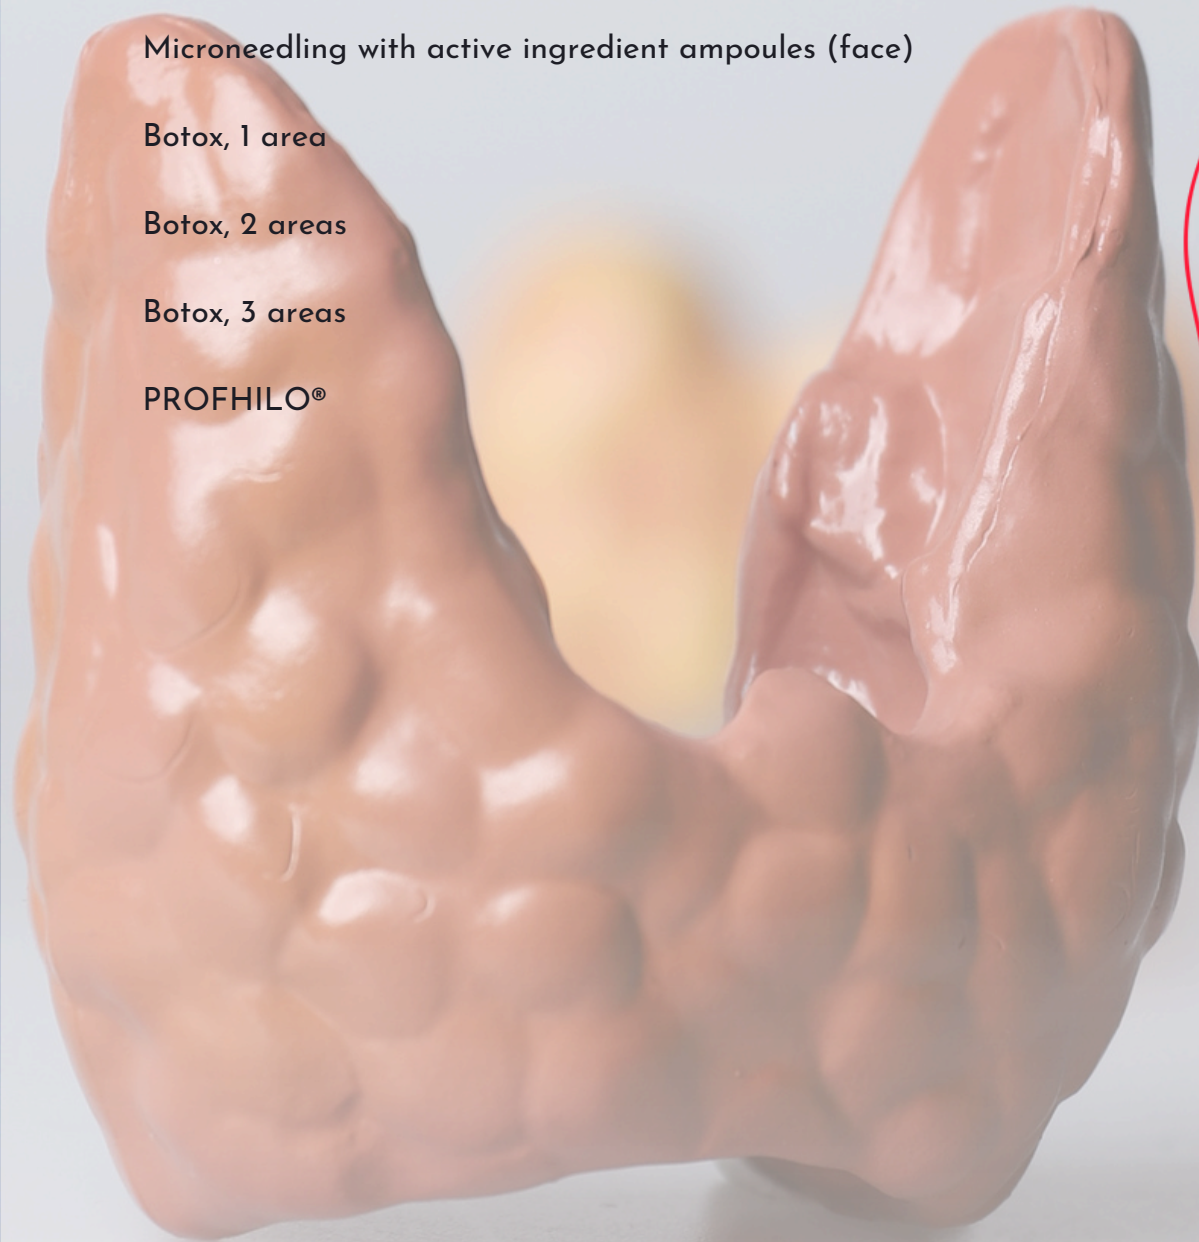 Microneedling with active ingredient ampoules (face)
Botox, 1 area
Botox, 2 areas
Botox, 3 areas
PROFHILO®